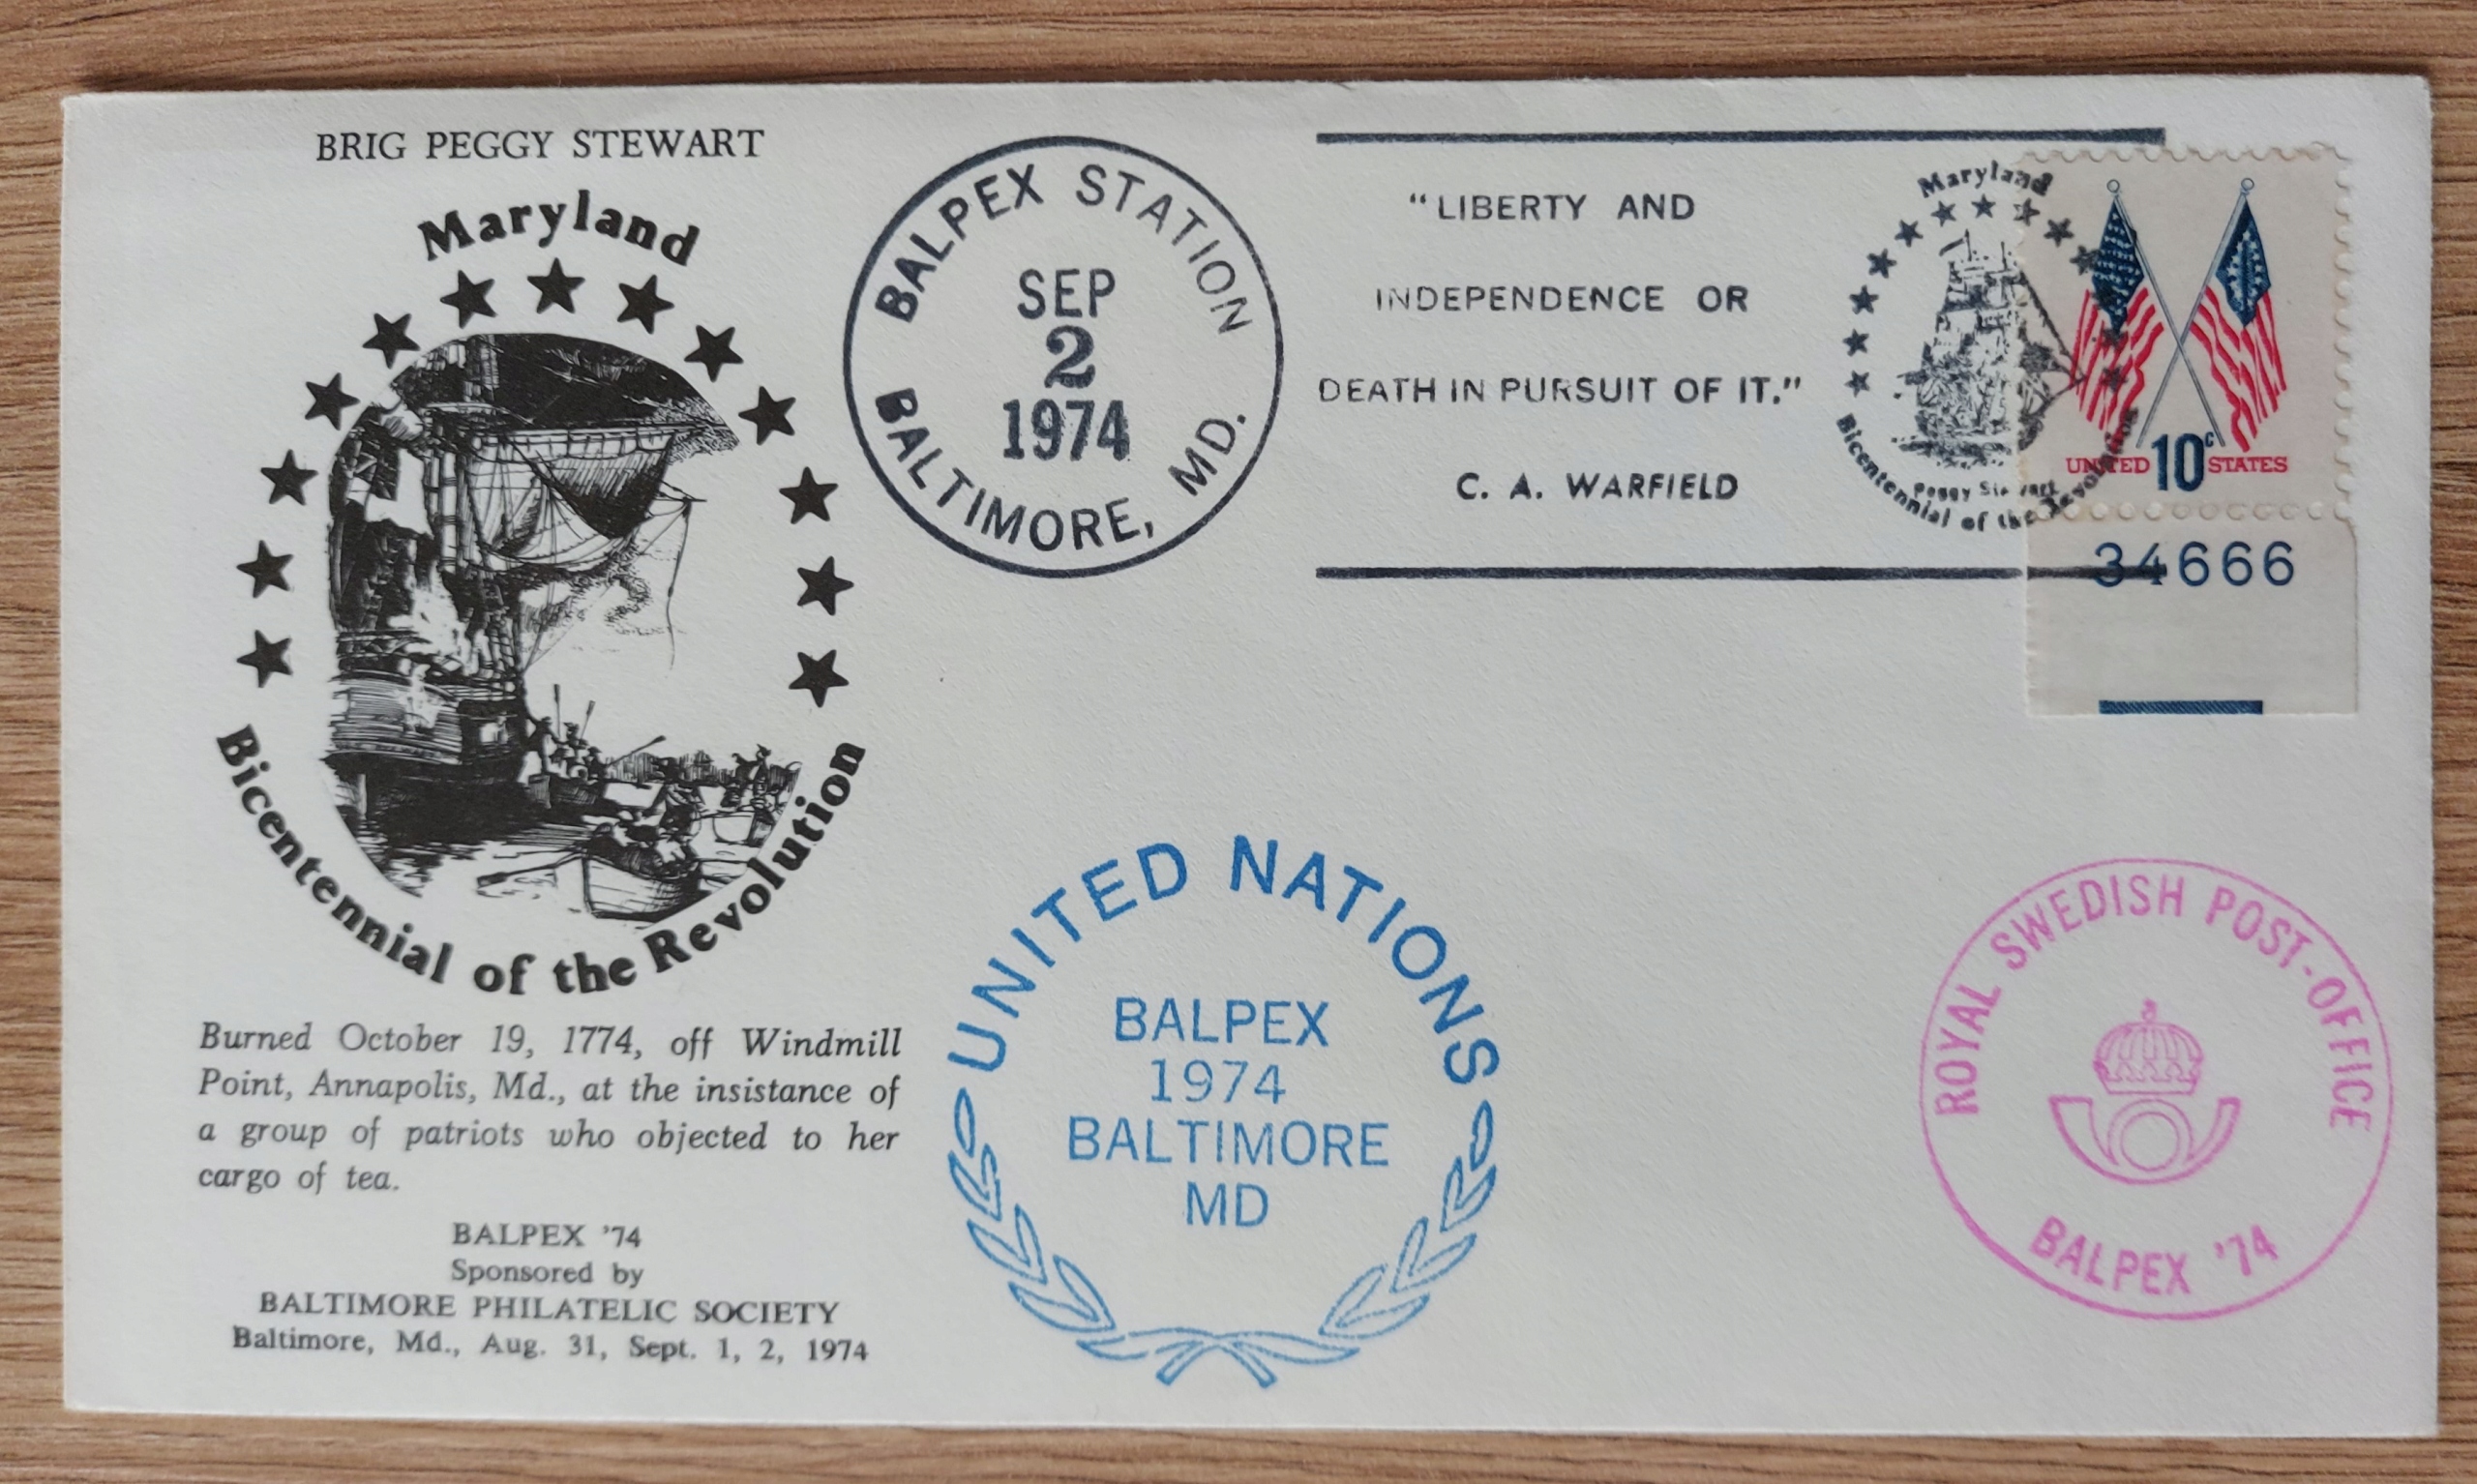 BRIG PEGGY STEWART
Maryland
Bicentennial of the Revolution
Burned October 19, 1774, off Windmill
Point, Annapolis, Md., at the insistance of
a group of patriots who objected to her
cargo of tea.
BALPEX '74
Sponsored by
BALTIMORE PHILATELIC SOCIETY
Baltimore, Md., Aug. 31, Sept. 1, 2, 1974
BALPEX STATION
SEP
2
1974
BALTIMORE, MD.
"LIBERTY AND
INDEPENDENCE OR
DEATH IN PURSUIT OF IT."
C. A. WARFIELD
Maryland
Peggy Stewart
Bicentennial of the Revolution
UNITED 10c STATES
34666
UNITED NATIONS
BALPEX
1974
BALTIMORE
MD
ROYAL SWEDISH POST-OFFICE
BALPEX '74